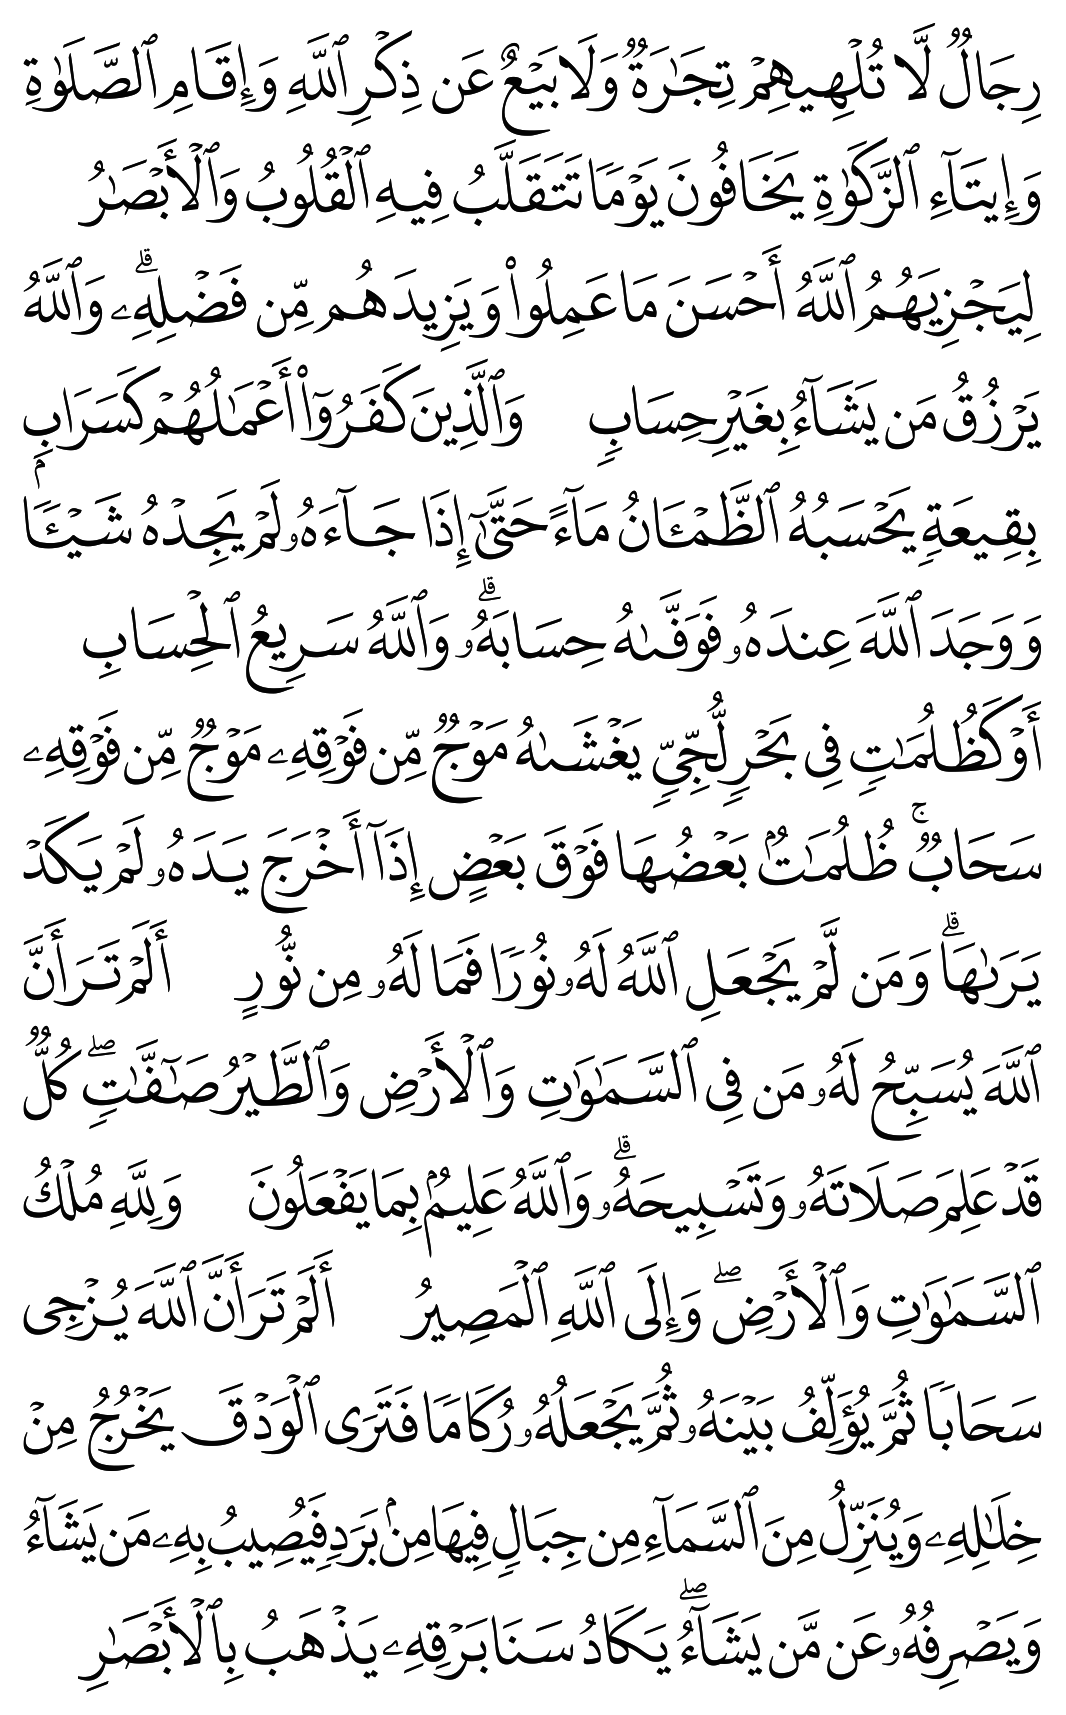 رِجَالٌ لَّا تُلْهِيهِمْ تِجَٰرَةٌ وَلَا بَيْعٌ عَن ذِكْرِ ٱللَّهِ وَإِقَامِ ٱلصَّلَوٰةِ
وَإِيتَآءِ ٱلزَّكَوٰةِ يَخَافُونَ يَوْمًا تَتَقَلَّبُ فِيهِ ٱلْقُلُوبُ وَٱلْأَبْصَٰرُ
لِيَجْزِيَهُمُ ٱللَّهُ أَحْسَنَ مَا عَمِلُوا۟ وَيَزِيدَهُم مِّن فَضْلِهِۦ ۗ وَٱللَّهُ
يَرْزُقُ مَن يَشَآءُ بِغَيْرِ حِسَابٍ وَٱلَّذِينَ كَفَرُوٓا۟ أَعْمَٰلُهُمْ كَسَرَابٍۭ
بِقِيعَةٍ يَحْسَبُهُ ٱلظَّمْـَٔانُ مَآءً حَتَّىٰٓ إِذَا جَآءَهُۥ لَمْ يَجِدْهُ شَيْـًٔا
وَوَجَدَ ٱللَّهَ عِندَهُۥ فَوَفَّىٰهُ حِسَابَهُۥ ۗ وَٱللَّهُ سَرِيعُ ٱلْحِسَابِ
أَوْ كَظُلُمَٰتٍ فِى بَحْرٍ لُّجِّىٍّ يَغْشَىٰهُ مَوْجٌ مِّن فَوْقِهِۦ مَوْجٌ مِّن فَوْقِهِۦ
سَحَابٌ ۚ ظُلُمَٰتٌۢ بَعْضُهَا فَوْقَ بَعْضٍ إِذَآ أَخْرَجَ يَدَهُۥ لَمْ يَكَدْ
يَرَىٰهَا ۗ وَمَن لَّمْ يَجْعَلِ ٱللَّهُ لَهُۥ نُورًا فَمَا لَهُۥ مِن نُّورٍ أَلَمْ تَرَ أَنَّ
ٱللَّهَ يُسَبِّحُ لَهُۥ مَن فِى ٱلسَّمَٰوَٰتِ وَٱلْأَرْضِ وَٱلطَّيْرُ صَٰٓفَّٰتٍ ۖ كُلٌّ
قَدْ عَلِمَ صَلَاتَهُۥ وَتَسْبِيحَهُۥ ۗ وَٱللَّهُ عَلِيمٌۢ بِمَا يَفْعَلُونَ وَلِلَّهِ مُلْكُ
ٱلسَّمَٰوَٰتِ وَٱلْأَرْضِ ۖ وَإِلَى ٱللَّهِ ٱلْمَصِيرُ أَلَمْ تَرَ أَنَّ ٱللَّهَ يُزْجِى
سَحَابًا ثُمَّ يُؤَلِّفُ بَيْنَهُۥ ثُمَّ يَجْعَلُهُۥ رُكَامًا فَتَرَى ٱلْوَدْقَ يَخْرُجُ مِنْ
خِلَٰلِهِۦ وَيُنَزِّلُ مِنَ ٱلسَّمَآءِ مِن جِبَالٍ فِيهَا مِنۢ بَرَدٍ فَيُصِيبُ بِهِۦ مَن يَشَآءُ
وَيَصْرِفُهُۥ عَن مَّن يَشَآءُ ۖ يَكَادُ سَنَا بَرْقِهِۦ يَذْهَبُ بِٱلْأَبْصَٰرِ